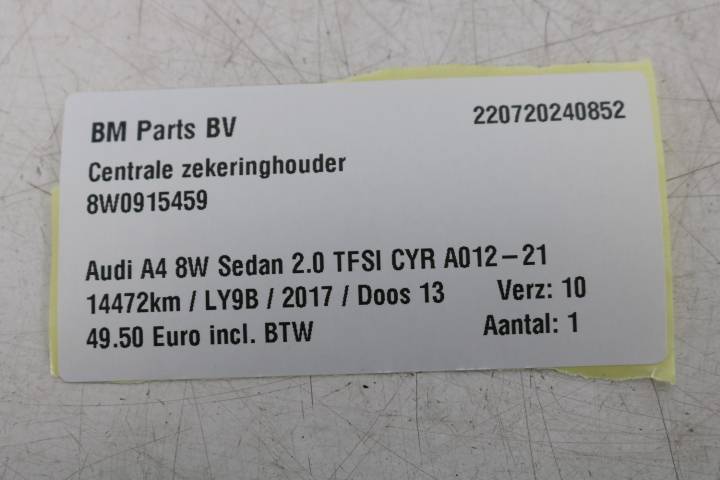 BM Parts BV 220720240852
Centrale zekeringhouder
8W0915459
Audi A4 8W Sedan 2.0 TFSI CYR A012-21
14472km / LY9B / 2017 / Doos 13 Verz: 10
49.50 Euro incl. BTW Aantal: 1